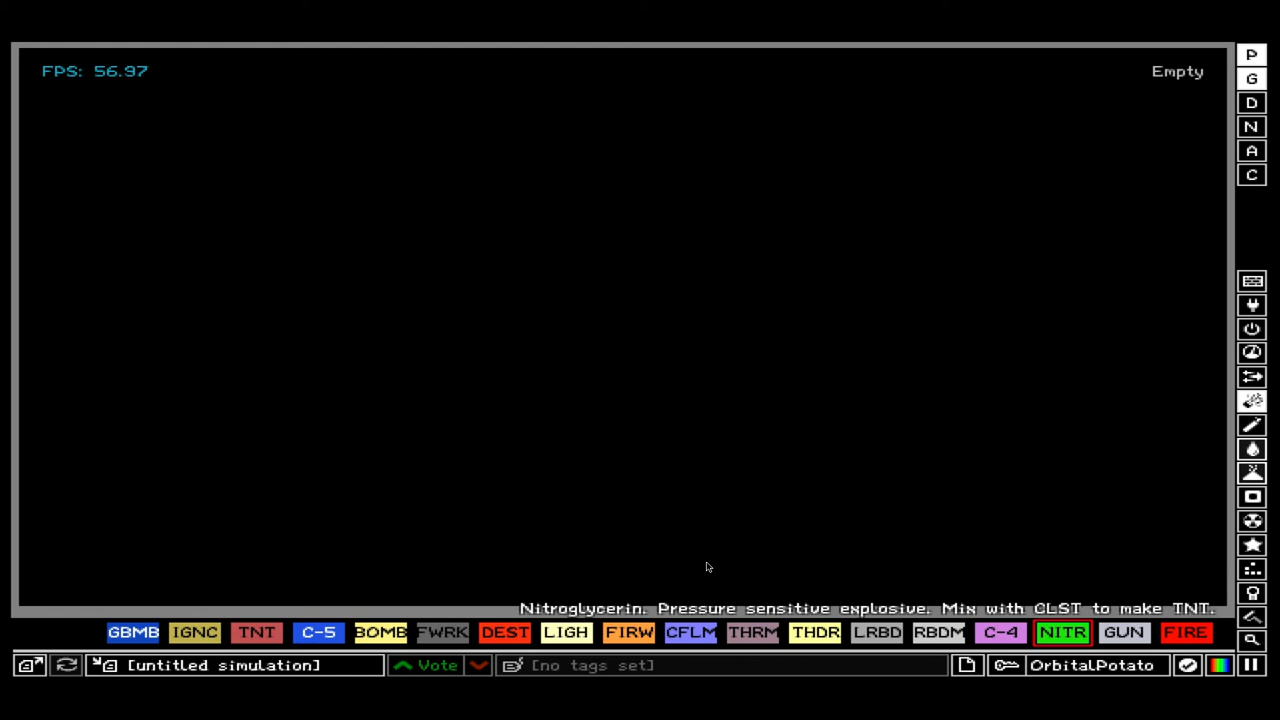 P
FPS: 56.97
Empty
G
D
N
A
C
Nitroglycerin. Pressure sensitive explosive. Mix with CLST to make TNT.
GBMB IGNC TNT C-5 BOMB FWRK DEST LIGH FIRW CFLM THRM THDR LRBD RBDM C-4 NITR GUN FIRE
[untitled simulation] Vote [no tags set] OrbitalPotato